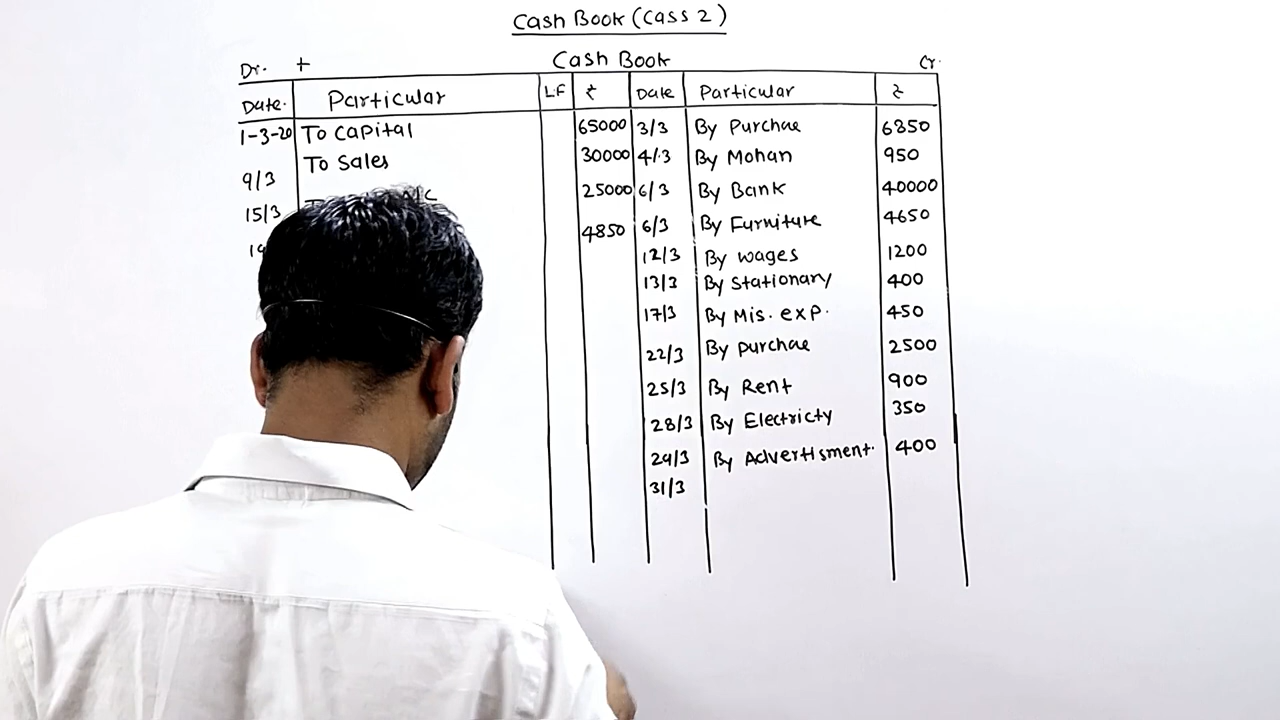 Cash Book (Cass 2)
Dr. + Cash Book Cr.
Date. Particular L.F ₹ Date Particular ₹
1-3-20 To Capital 65000 3/3 By Purchae 6850
To Sales 30000 4/3 By Mohan 950
9/3 25000 6/3 By Bank 40000
15/3 4850 6/3 By Furniture 4650
12/3 By wages 1200
13/3 By Stationary 400
17/3 By Mis. exp. 450
22/3 By purchae 2500
25/3 By Rent 900
28/3 By Electricty 350
29/3 By Advertisment. 400
31/3